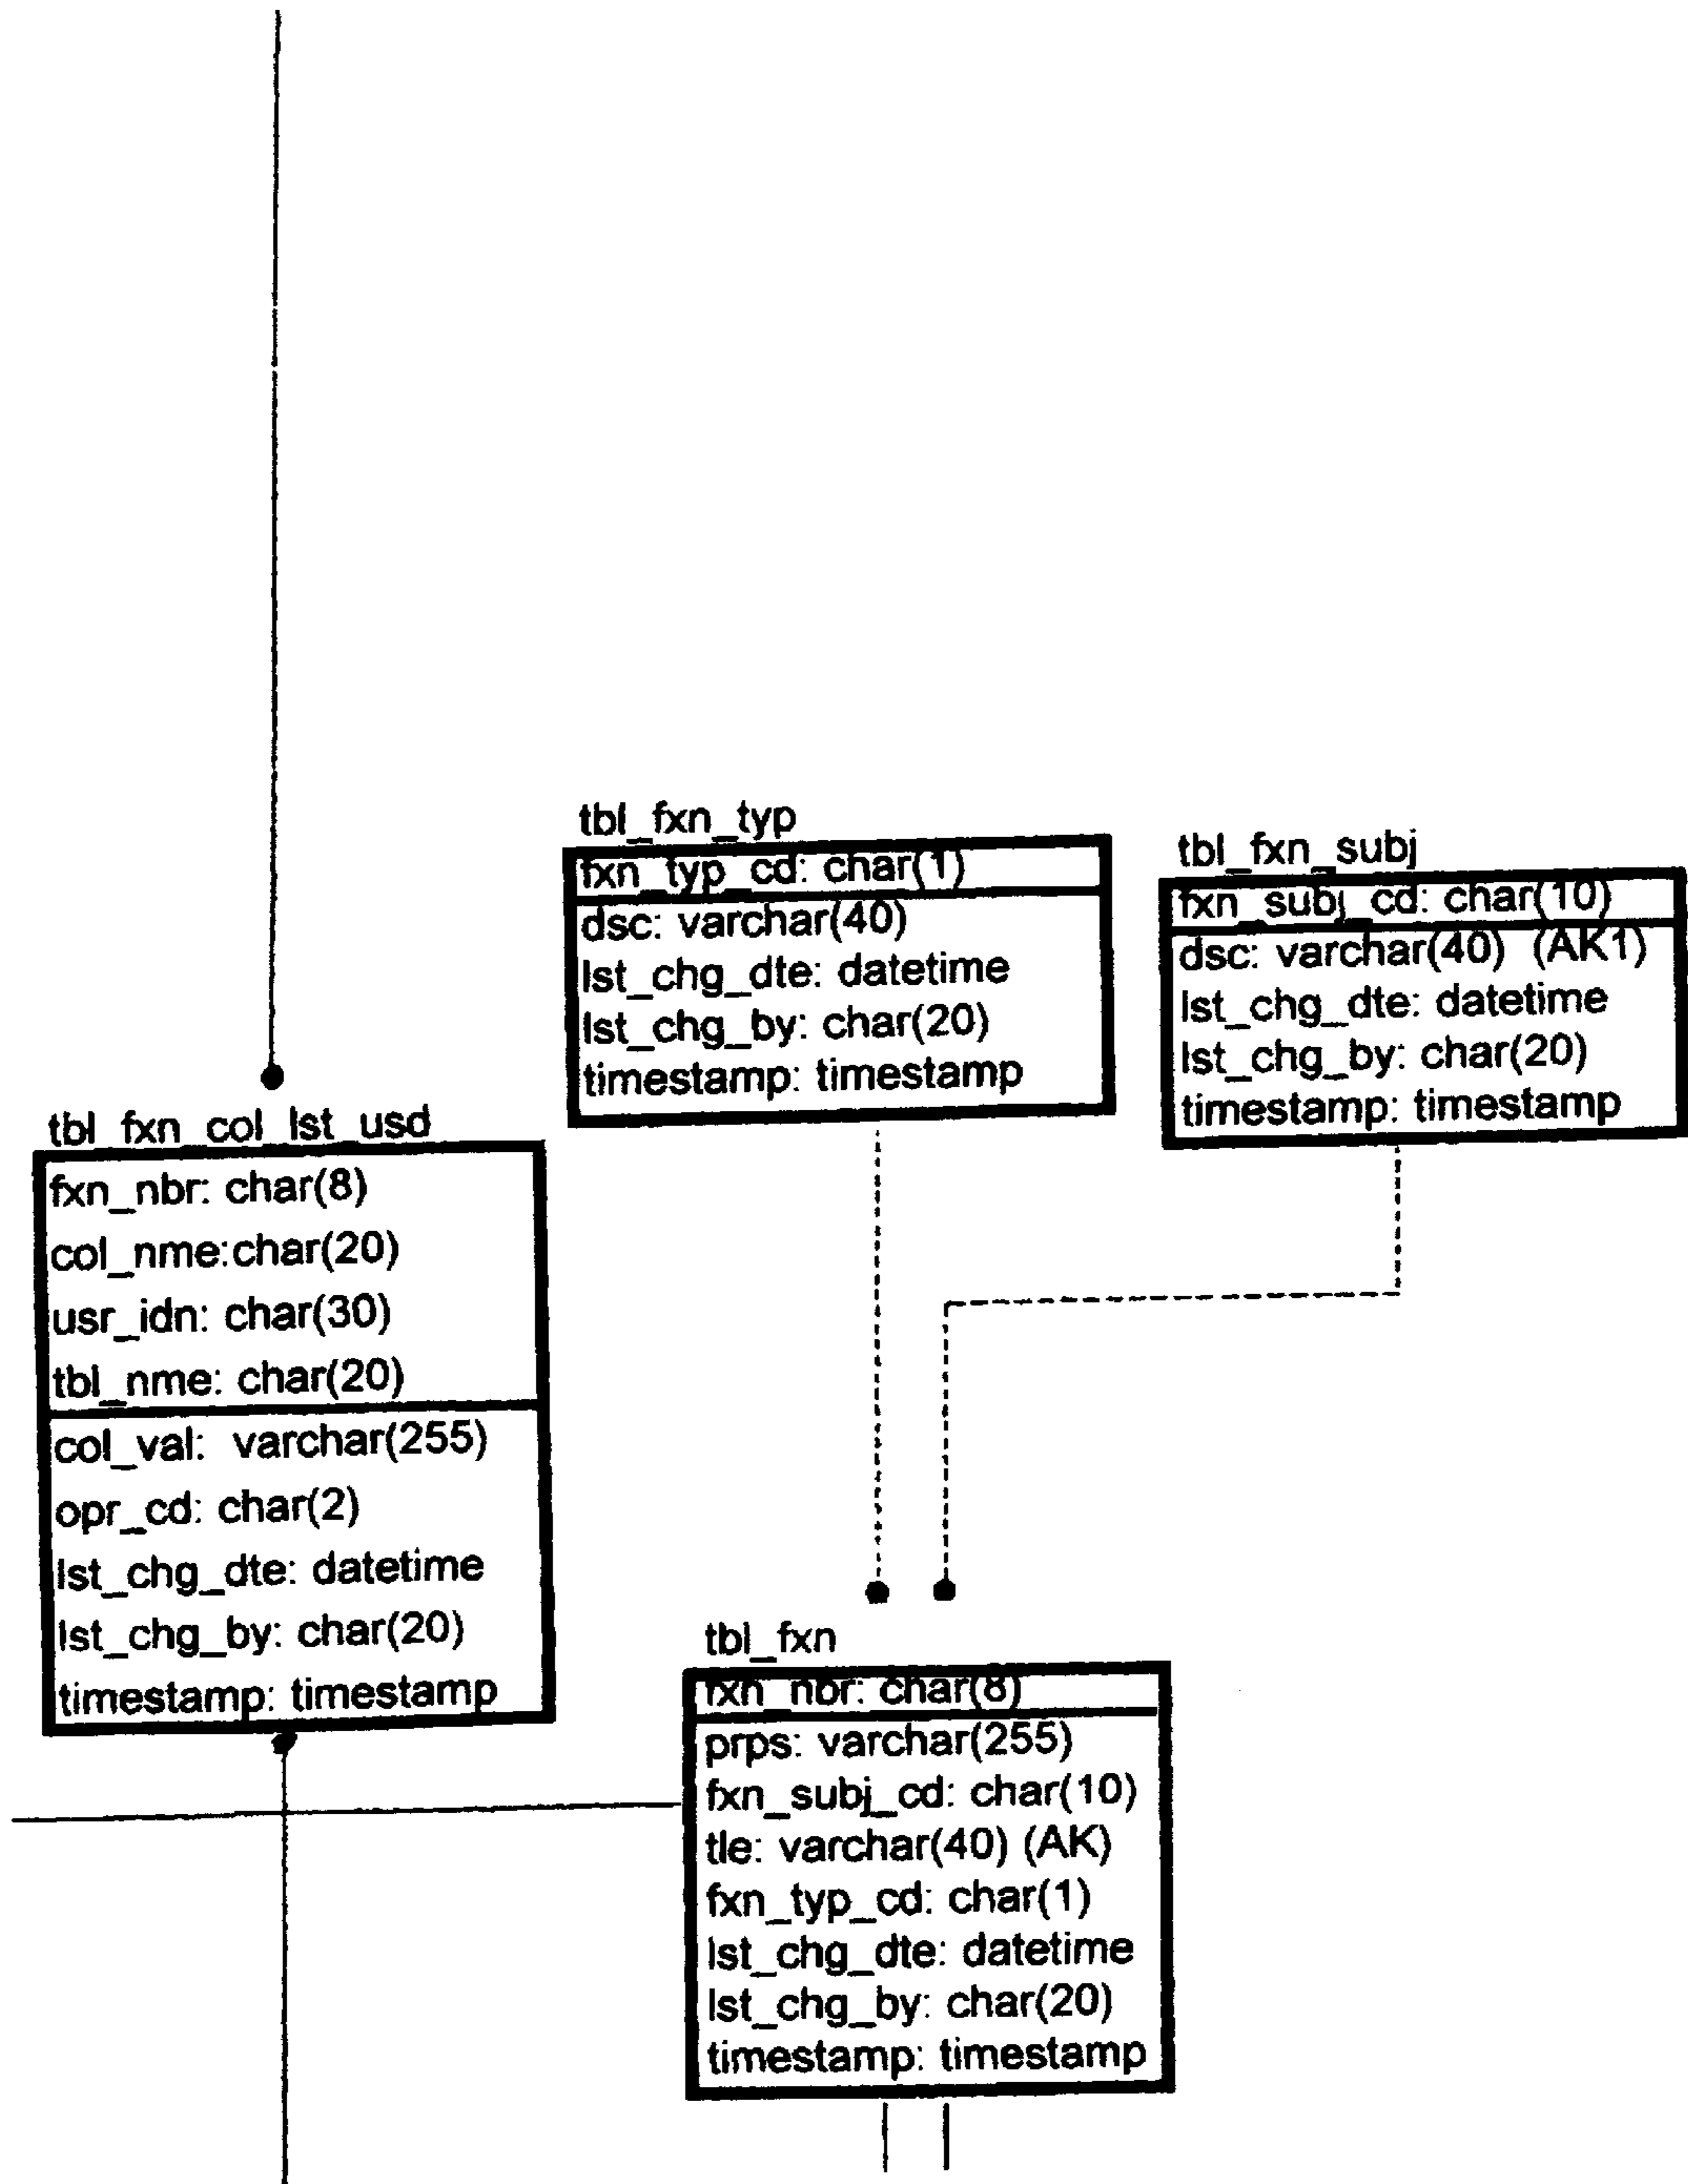 tbl_fxn_typ
fxn_typ_cd: char(1)
dsc: varchar(40)
lst_chg_dte: datetime
lst_chg_by: char(20)
timestamp: timestamp
tbl_fxn_subj
fxn_subj_cd: char(10)
dsc: varchar(40) (AK1)
lst_chg_dte: datetime
lst_chg_by: char(20)
timestamp: timestamp
tbl_fxn_col_lst_usd
fxn_nbr: char(8)
col_nme:char(20)
usr_idn: char(30)
tbl_nme: char(20)
col_val: varchar(255)
opr_cd: char(2)
lst_chg_dte: datetime
lst_chg_by: char(20)
timestamp: timestamp
tbl_fxn
fxn_nbr: char(8)
prps: varchar(255)
fxn_subj_cd: char(10)
tle: varchar(40) (AK)
fxn_typ_cd: char(1)
lst_chg_dte: datetime
lst_chg_by: char(20)
timestamp: timestamp